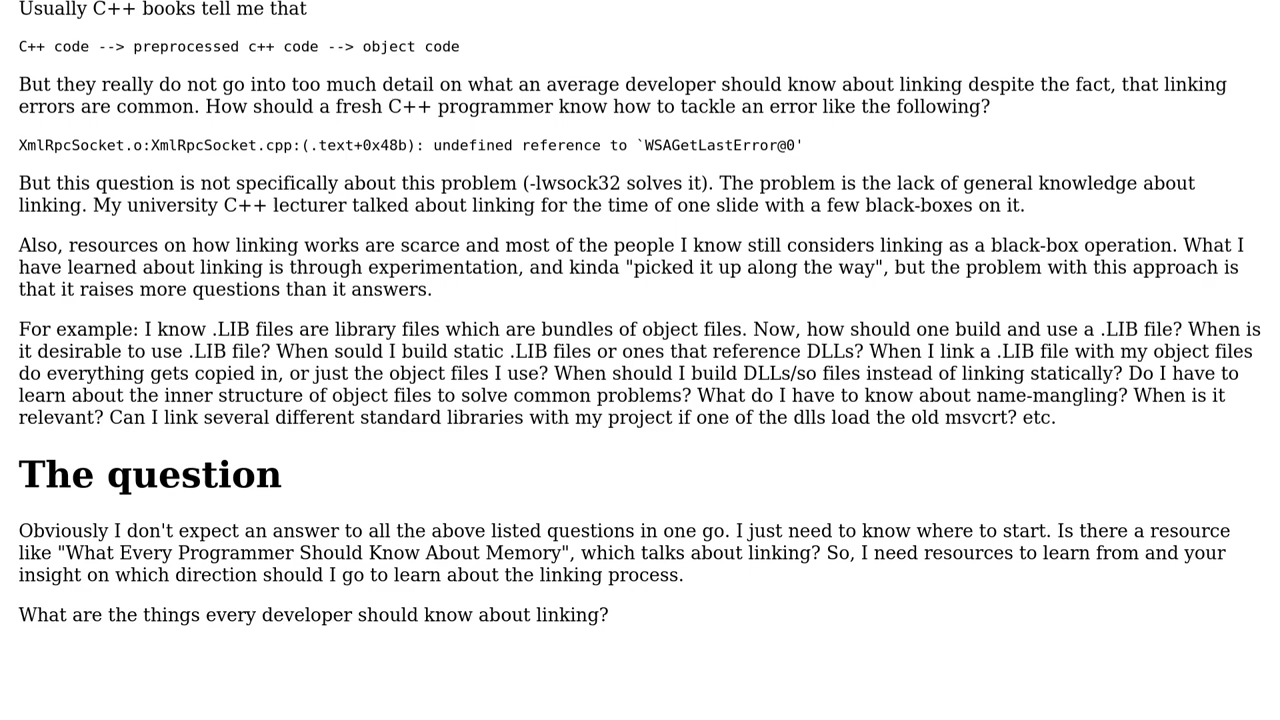 Usually C++ books tell me that
C++ code --> preprocessed c++ code --> object code
But they really do not go into too much detail on what an average developer should know about linking despite the fact, that linking
errors are common. How should a fresh C++ programmer know how to tackle an error like the following?
XmlRpcSocket.o:XmlRpcSocket.cpp:(.text+0x48b): undefined reference to `WSAGetLastError@0'
But this question is not specifically about this problem (-lwsock32 solves it). The problem is the lack of general knowledge about
linking. My university C++ lecturer talked about linking for the time of one slide with a few black-boxes on it.
Also, resources on how linking works are scarce and most of the people I know still considers linking as a black-box operation. What I
have learned about linking is through experimentation, and kinda "picked it up along the way", but the problem with this approach is
that it raises more questions than it answers.
For example: I know .LIB files are library files which are bundles of object files. Now, how should one build and use a .LIB file? When is
it desirable to use .LIB file? When sould I build static .LIB files or ones that reference DLLs? When I link a .LIB file with my object files
do everything gets copied in, or just the object files I use? When should I build DLLs/so files instead of linking statically? Do I have to
learn about the inner structure of object files to solve common problems? What do I have to know about name-mangling? When is it
relevant? Can I link several different standard libraries with my project if one of the dlls load the old msvcrt? etc.
The question
Obviously I don't expect an answer to all the above listed questions in one go. I just need to know where to start. Is there a resource
like "What Every Programmer Should Know About Memory", which talks about linking? So, I need resources to learn from and your
insight on which direction should I go to learn about the linking process.
What are the things every developer should know about linking?